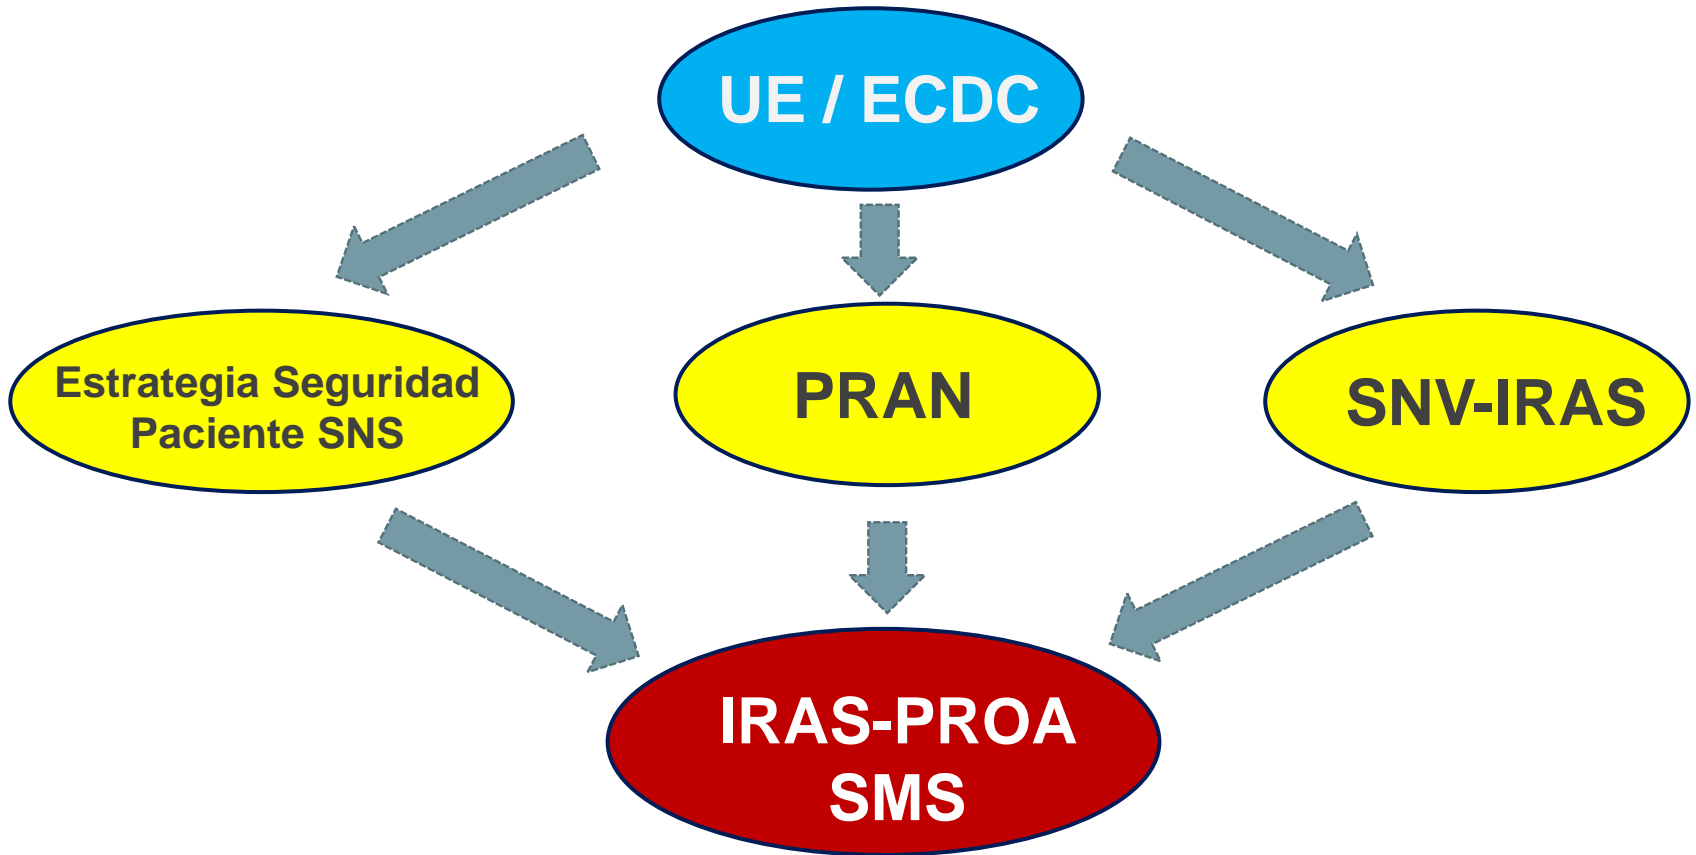 UE / ECDC
Estrategia Seguridad
Paciente SNS
PRAN
SNV-IRAS
IRAS-PROA
SMS